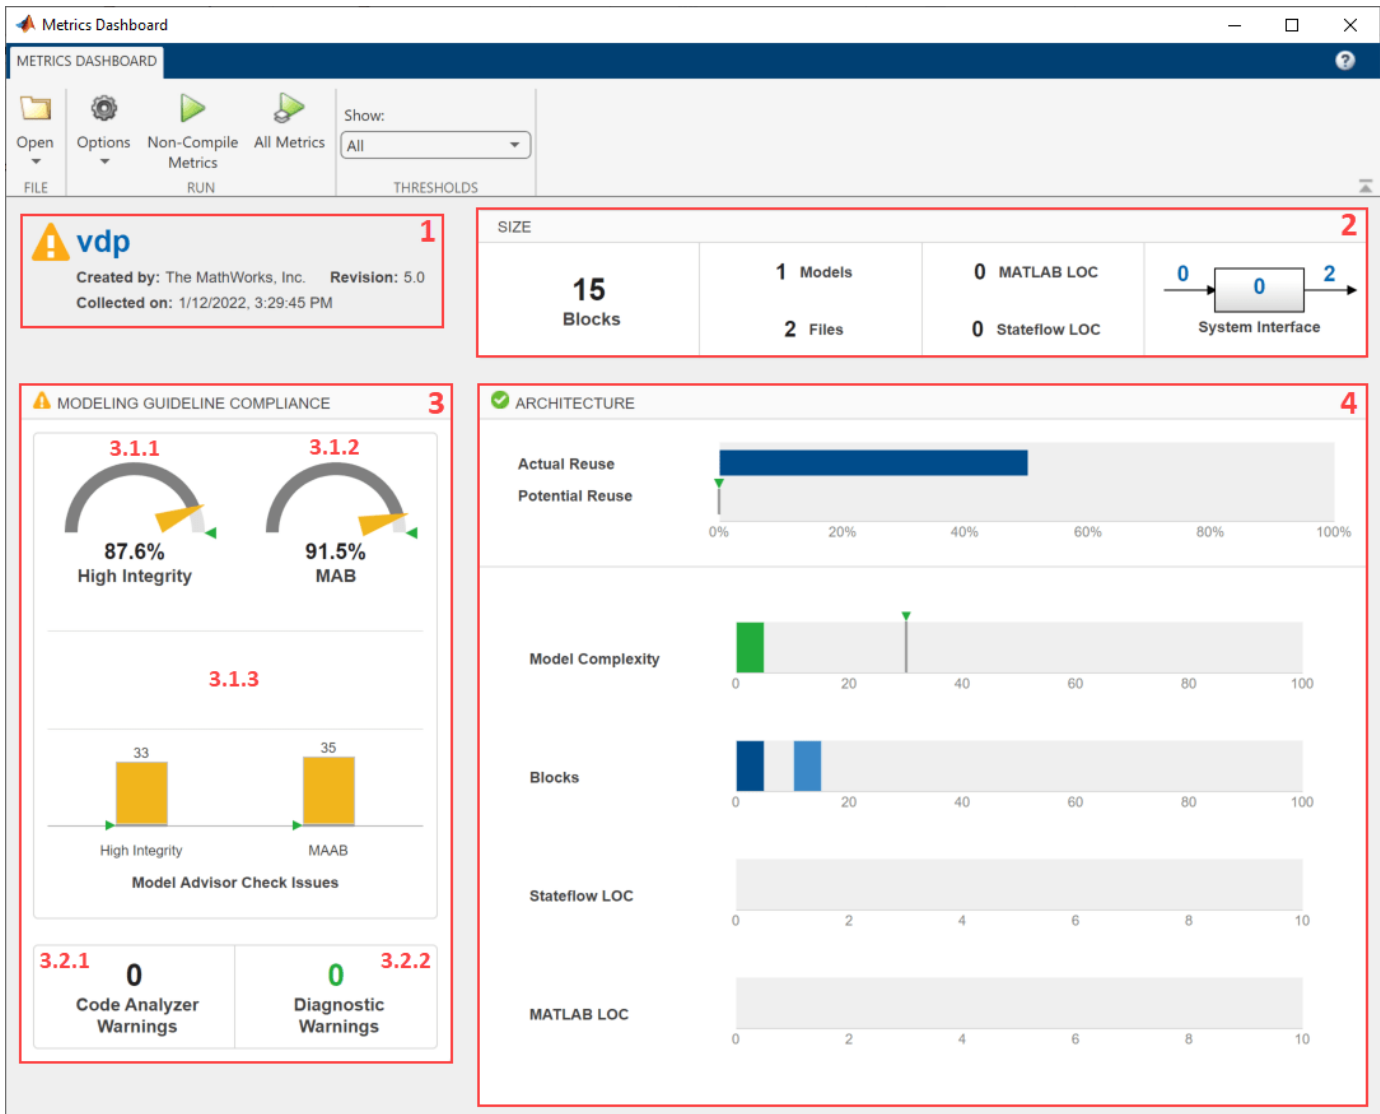 Metrics Dashboard
METRICS DASHBOARD
?
Open
Options
Non-Compile
Metrics
All Metrics
Show:
All
FILE
RUN
THRESHOLDS
vdp
1
Created by: The MathWorks, Inc. Revision: 5.0
Collected on: 1/12/2022, 3:29:45 PM
SIZE
2
15
Blocks
1 Models
2 Files
0 MATLAB LOC
0 Stateflow LOC
0
0
2
System Interface
MODELING GUIDELINE COMPLIANCE
3
3.1.1
3.1.2
87.6%
High Integrity
91.5%
MAB
3.1.3
33
35
High Integrity
MAAB
Model Advisor Check Issues
3.2.1
0
Code Analyzer
Warnings
3.2.2
0
Diagnostic
Warnings
ARCHITECTURE
4
Actual Reuse
Potential Reuse
0% 20% 40% 60% 80% 100%
Model Complexity
0 20 40 60 80 100
Blocks
0 20 40 60 80 100
Stateflow LOC
0 2 4 6 8 10
MATLAB LOC
0 2 4 6 8 10